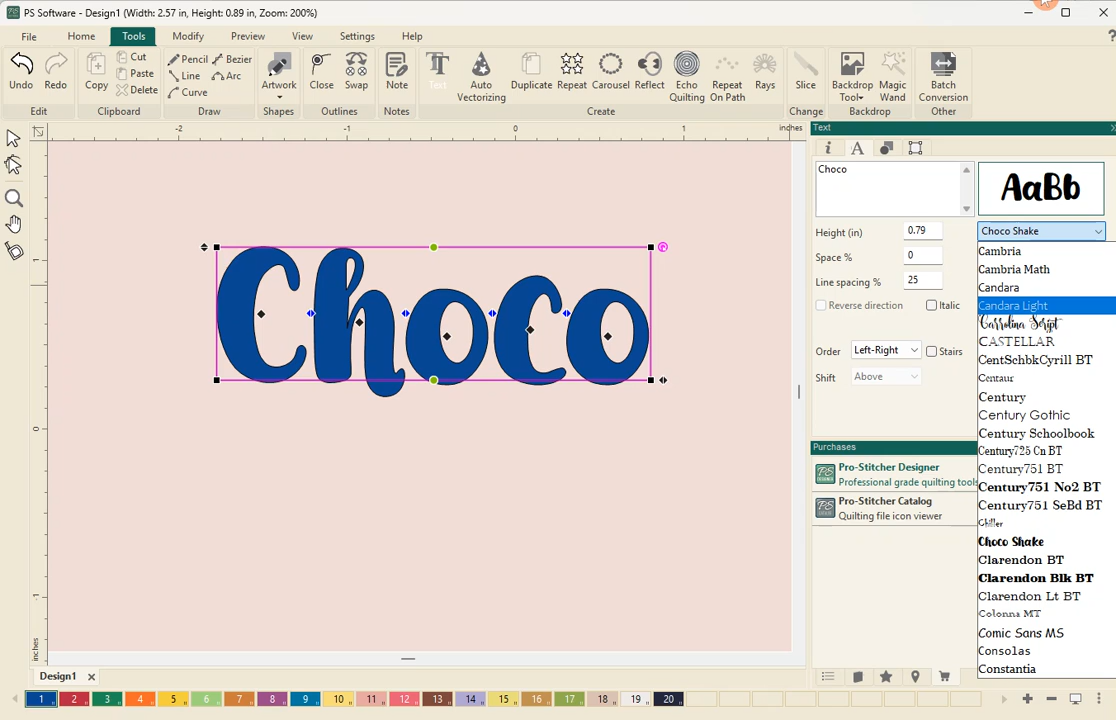 PS Software - Design1 (Width: 2.57 in, Height: 0.89 in, Zoom: 200%)
File Home Tools Modify Preview View Settings Help
Undo Redo Copy Cut Paste Delete Pencil Bezier Line Arc Curve Artwork Close Swap Note Text Auto Vectorizing Duplicate Repeat Carousel Reflect Echo Quilting Repeat On Path Rays Slice Backdrop Tool Magic Wand Batch Conversion
Edit Clipboard Draw Shapes Outlines Notes Create Change Backdrop Other
-2 -1 0 1 inches
1
0
-1
inches
Choco
Text
Choco
AaBb
Height (in) 0.79
Choco Shake
Space % 0
Line spacing % 25
Reverse direction Italic
Order Left-Right Stairs
Shift Above
Cambria
Cambria Math
Candara
Candara Light
Carrolina Script
CASTELLAR
CentSchbkCyrill BT
Centaur
Century
Century Gothic
Century Schoolbook
Century725 Cn BT
Century751 BT
Century751 No2 BT
Century751 SeBd BT
Chiller
Choco Shake
Clarendon BT
Clarendon Blk BT
Clarendon Lt BT
Colonna MT
Comic Sans MS
Consolas
Constantia
Purchases
Pro-Stitcher Designer
Professional grade quilting tools
Pro-Stitcher Catalog
Quilting file icon viewer
Design1
1 2 3 4 5 6 7 8 9 10 11 12 13 14 15 16 17 18 19 20